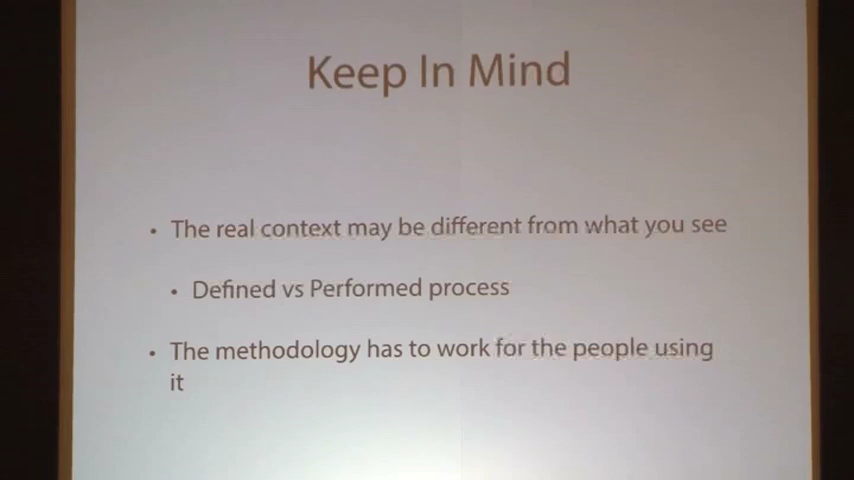 Keep In Mind
• The real context may be different from what you see
• Defined vs Performed process
• The methodology has to work for the people using
it